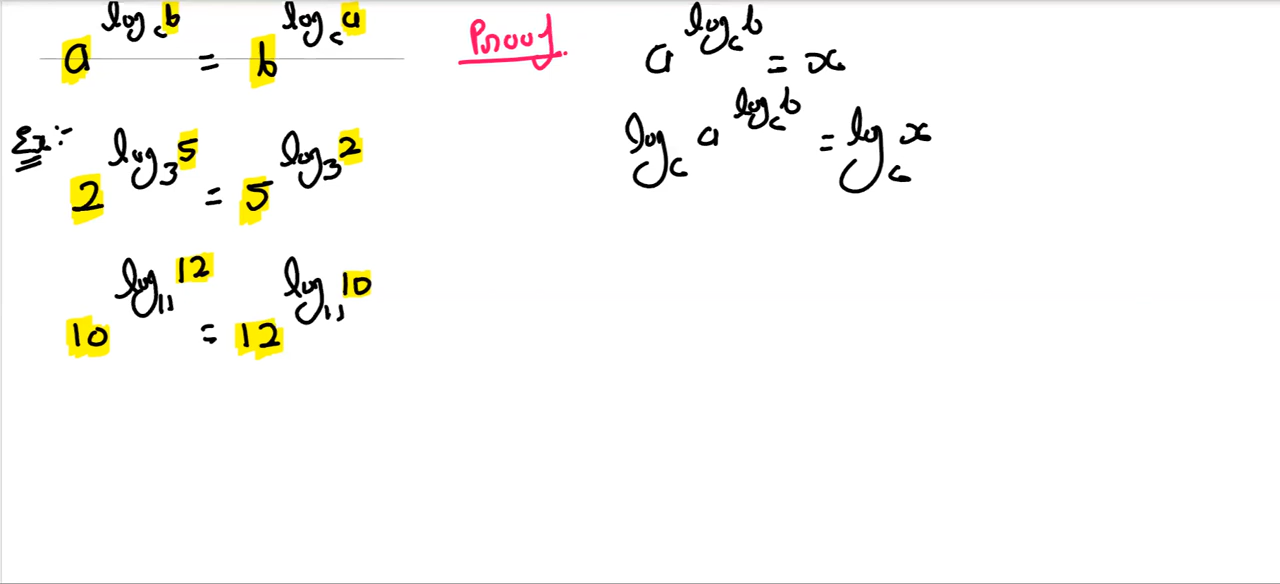 a^{log_c b} = b^{log_c a}
Ex:-
2^{log_3 5} = 5^{log_3 2}
10^{log_11 12} = 12^{log_11 10}
Proof.
a^{log_c b} = x
log_c a^{log_c b} = log_c x